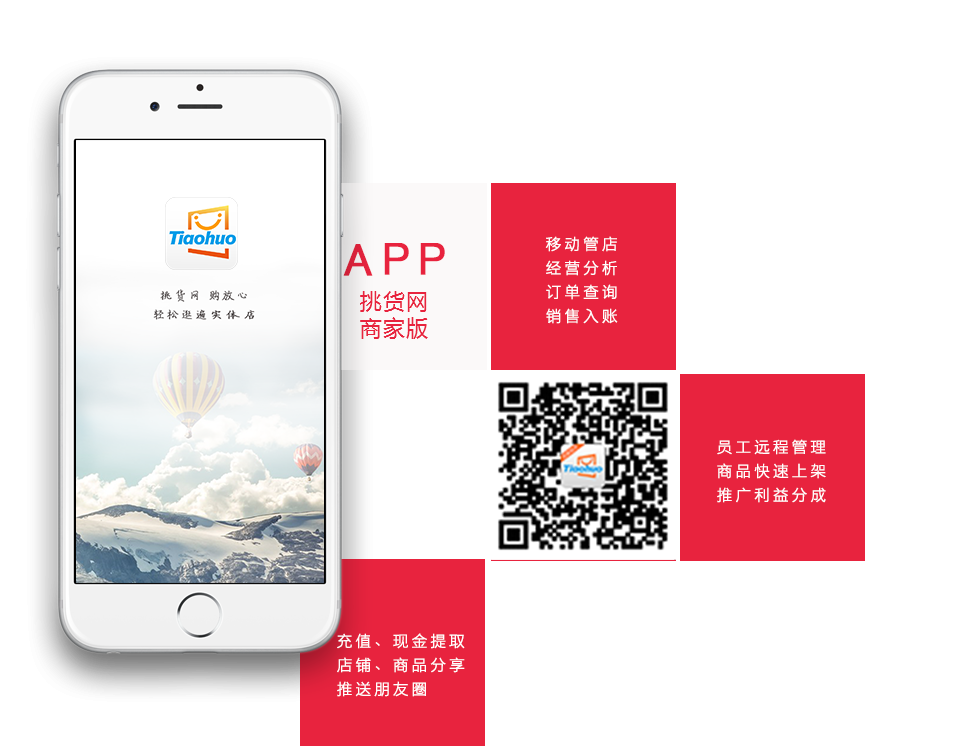 Tiaohuo
挑货网 购放心
轻松逛遍实体店
APP
挑货网
商家版
移动管店
经营分析
订单查询
销售入账
Tiaohuo
员工远程管理
商品快速上架
推广利益分成
充值、现金提取
店铺、商品分享
推送朋友圈